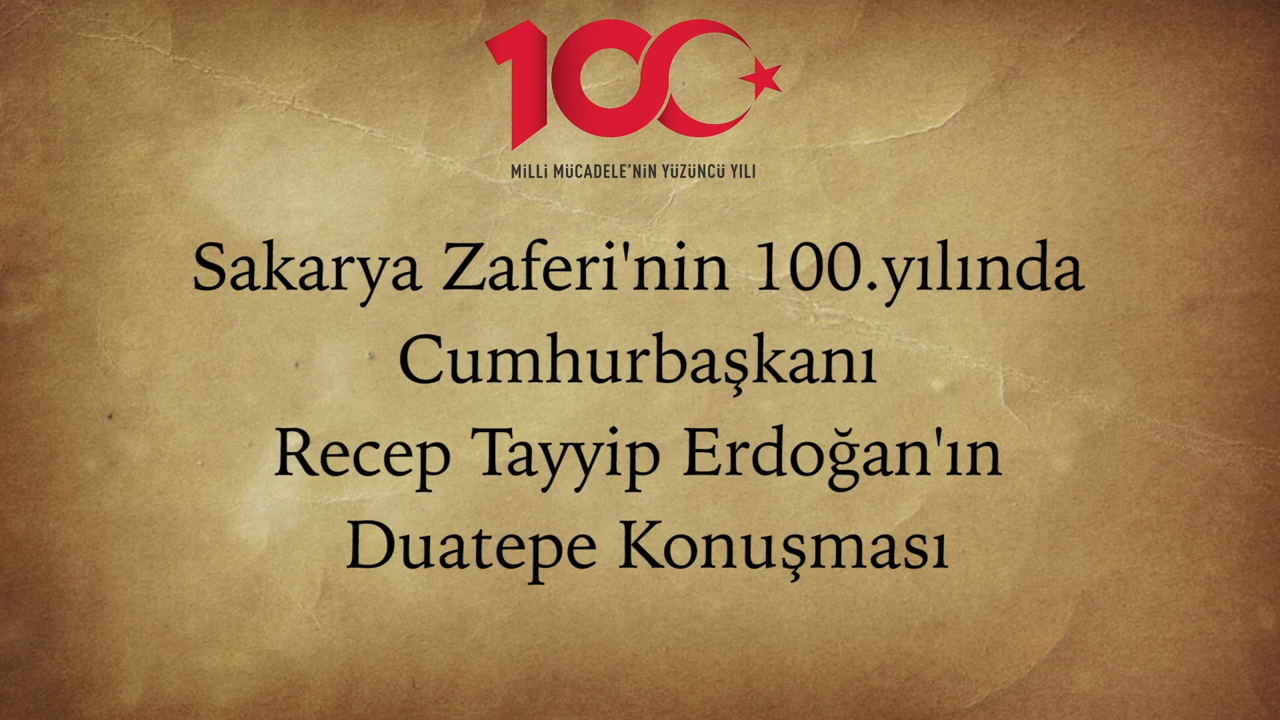 100
MİLLİ MÜCADELE'NİN YÜZÜNCÜ YILI
Sakarya Zaferi'nin 100.yılında
Cumhurbaşkanı
Recep Tayyip Erdoğan'ın
Duatepe Konuşması